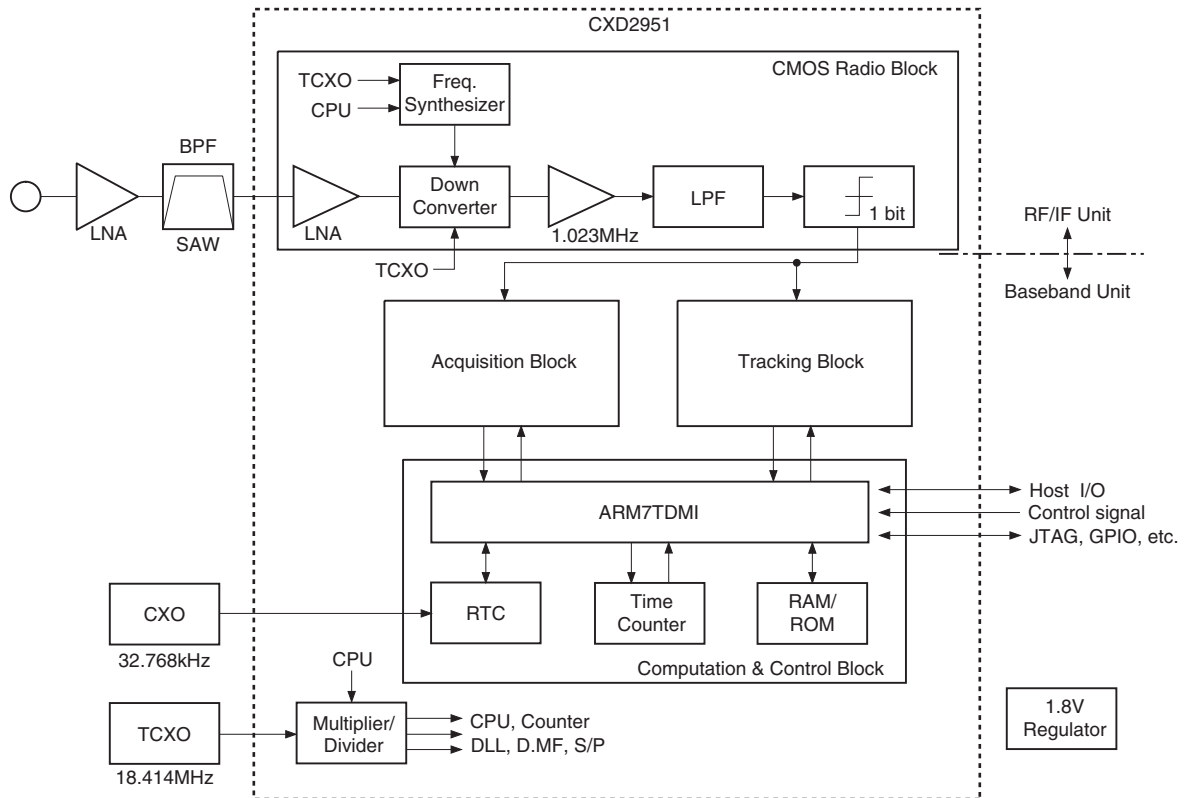 CXD2951
CMOS Radio Block
TCXO
CPU
Freq.
Synthesizer
BPF
LNA
SAW
LNA
Down
Converter
1.023MHz
LPF
1 bit
TCXO
RF/IF Unit
Baseband Unit
Acquisition Block
Tracking Block
ARM7TDMI
Host I/O
Control signal
JTAG, GPIO, etc.
CXO
32.768kHz
RTC
Time
Counter
RAM/
ROM
Computation & Control Block
CPU
TCXO
18.414MHz
Multiplier/
Divider
CPU, Counter
DLL, D.MF, S/P
1.8V
Regulator